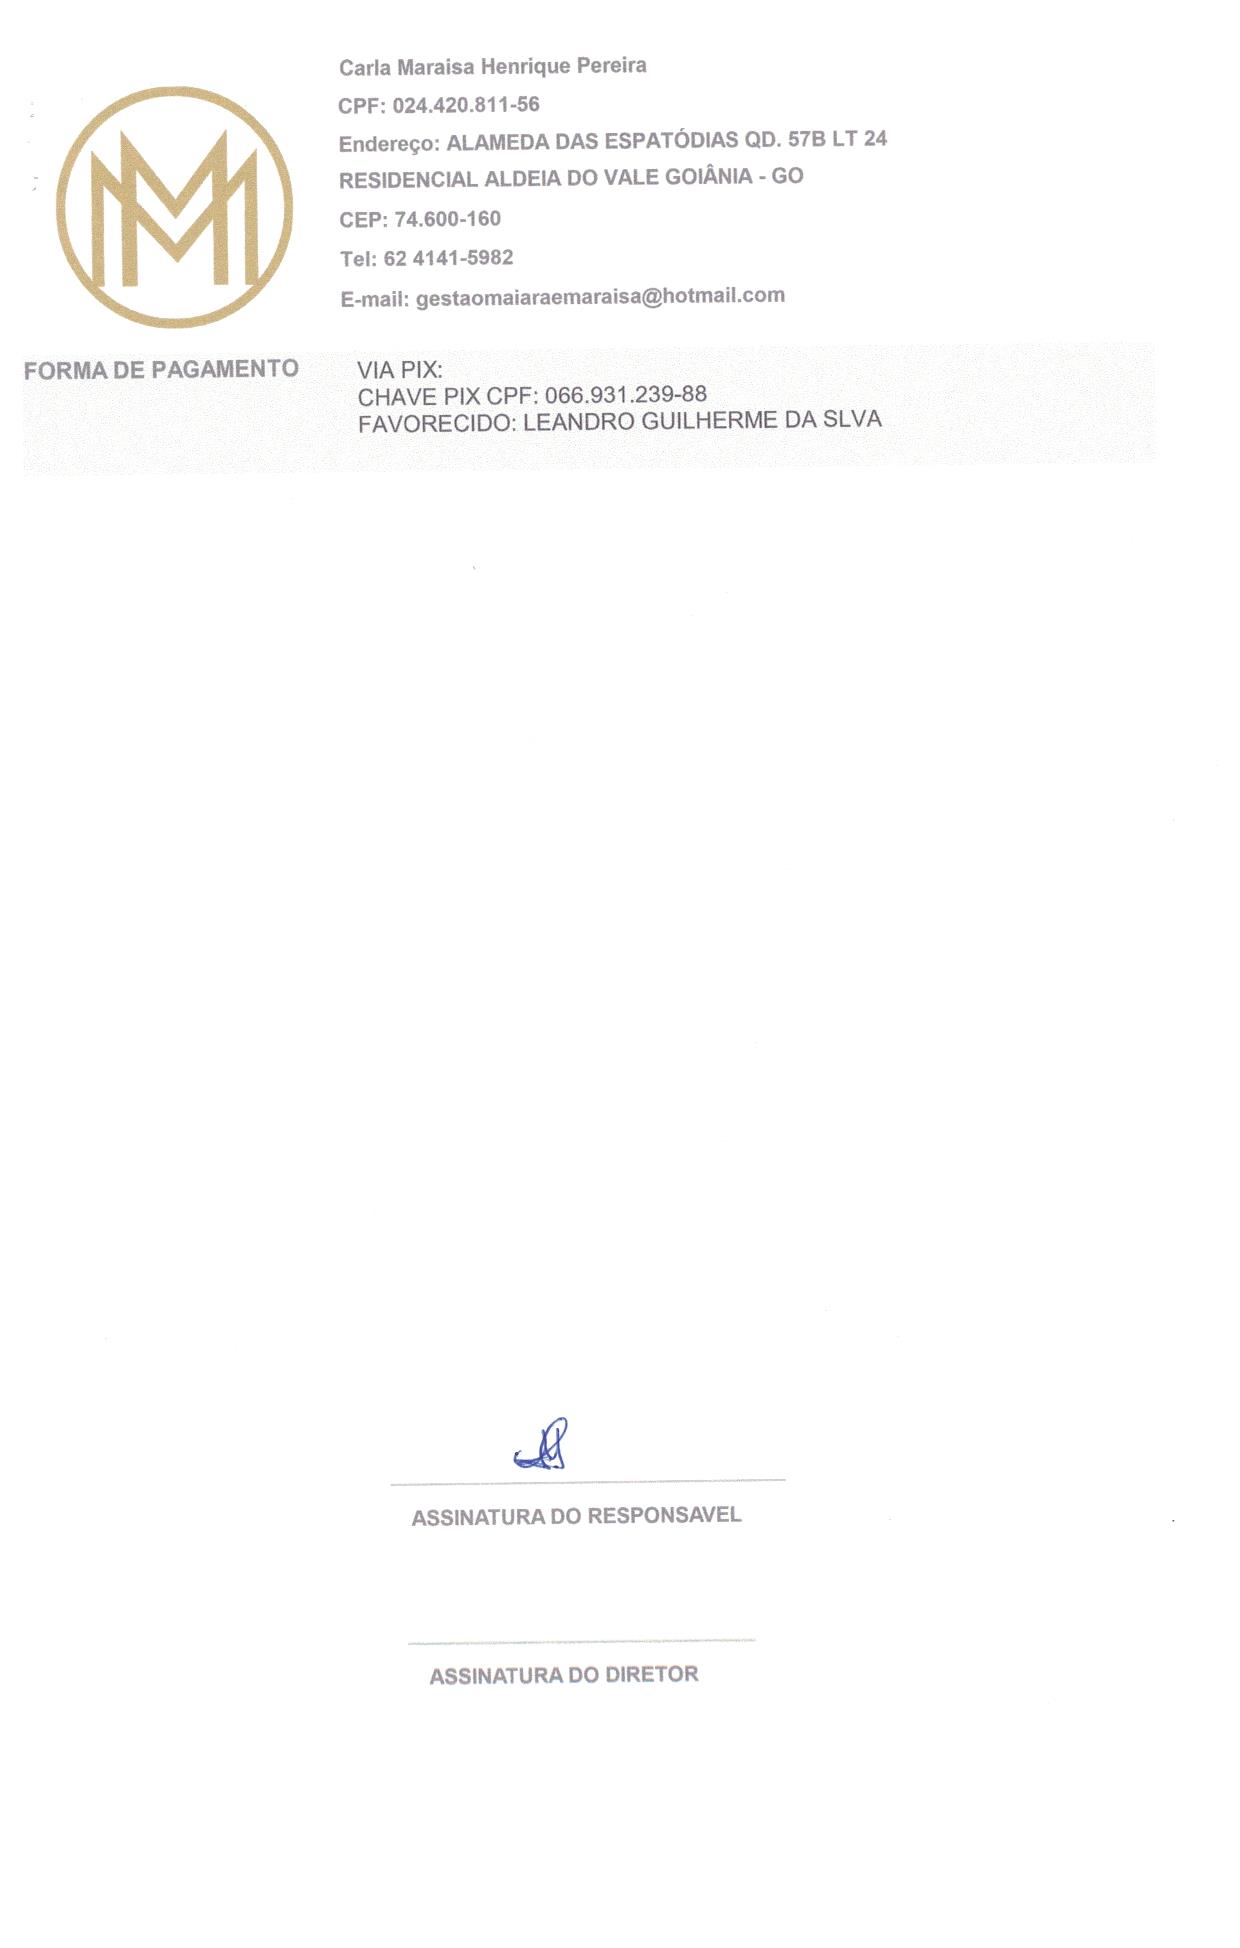 Carla Maraisa Henrique Pereira
CPF: 024.420.811-56
Endereço: ALAMEDA DAS ESPATÓDIAS QD. 57B LT 24
RESIDENCIAL ALDEIA DO VALE GOIÂNIA - GO
CEP: 74.600-160
Tel: 62 4141-5982
E-mail: gestaomaiaraemaraisa@hotmail.com
FORMA DE PAGAMENTO
VIA PIX:
CHAVE PIX CPF: 066.931.239-88
FAVORECIDO: LEANDRO GUILHERME DA SLVA
ASSINATURA DO RESPONSAVEL
ASSINATURA DO DIRETOR